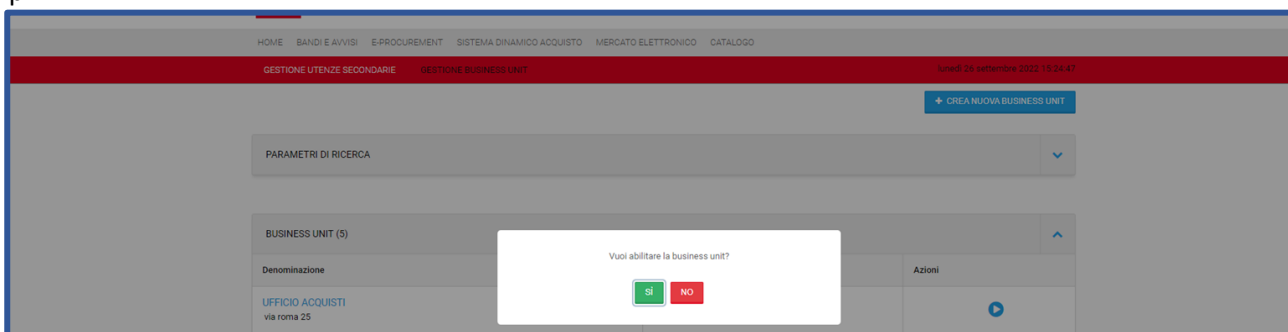 HOME BANDI E AVVISI E-PROCUREMENT SISTEMA DINAMICO ACQUISTO MERCATO ELETTRONICO CATALOGO
GESTIONE UTENZE SECONDARIE GESTIONE BUSINESS UNIT lunedì 26 settembre 2022 15:24:47
+ CREA NUOVA BUSINESS UNIT
PARAMETRI DI RICERCA
BUSINESS UNIT (5)
Vuoi abilitare la business unit?
Denominazione Azioni
SÌ NO
UFFICIO ACQUISTI
via roma 25